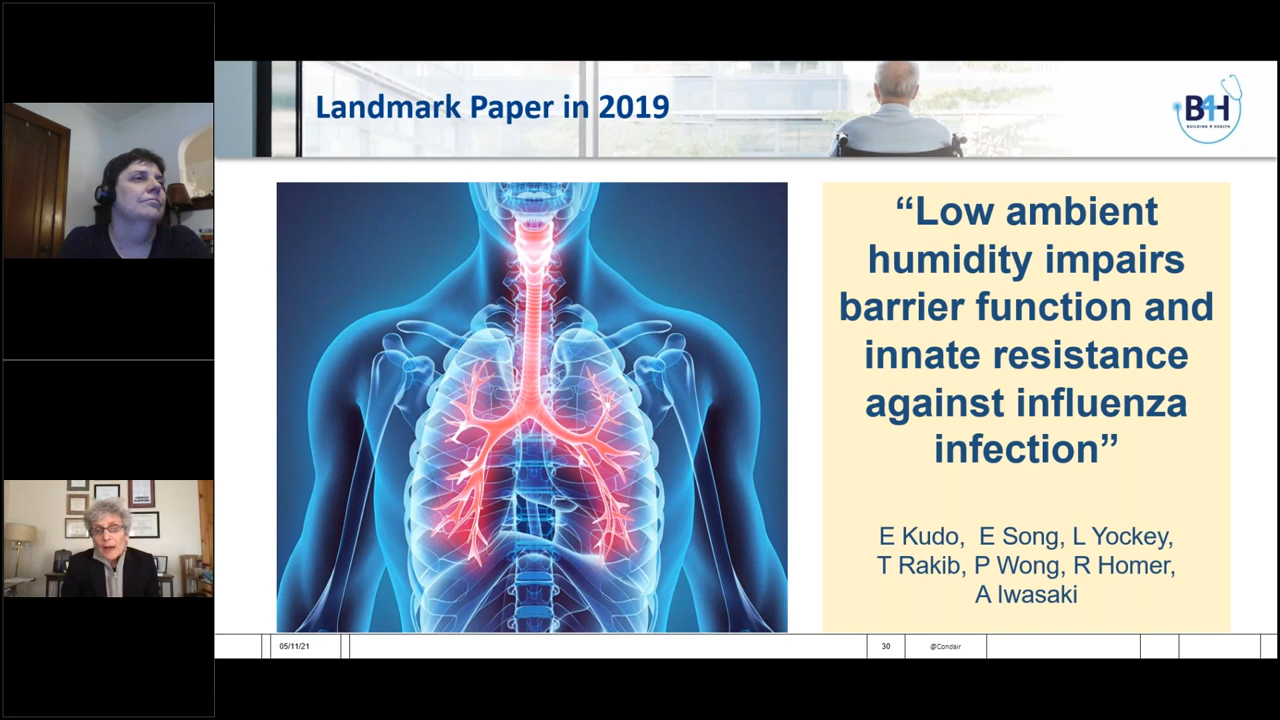 Landmark Paper in 2019
B4H
BUILDING 4 HEALTH
“Low ambient
humidity impairs
barrier function and
innate resistance
against influenza
infection”
E Kudo, E Song, L Yockey,
T Rakib, P Wong, R Homer,
A Iwasaki
05/11/21
30
@Condair